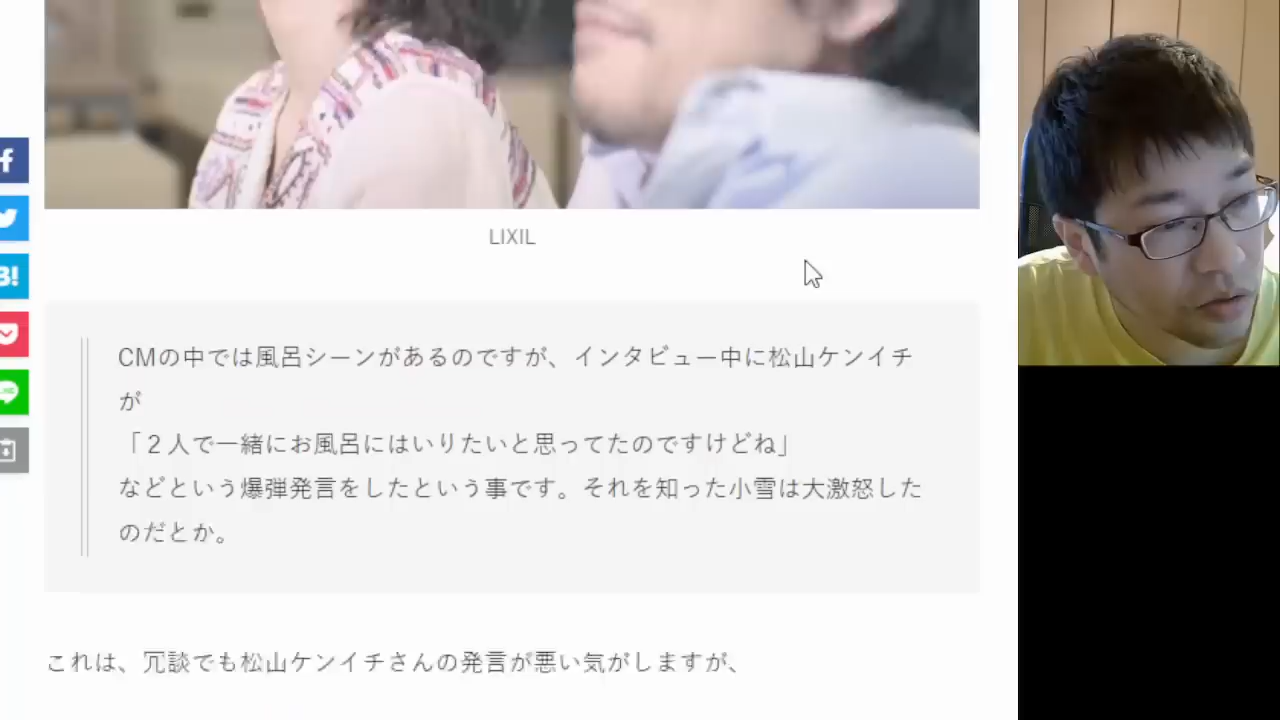 LIXIL
CMの中では風呂シーンがあるのですが、インタビュー中に松山ケンイチ
が
「２人で一緒にお風呂にはいりたいと思ってたのですけどね」
などという爆弾発言をしたという事です。それを知った小雪は大激怒した
のだとか。
これは、冗談でも松山ケンイチさんの発言が悪い気がしますが、
B!